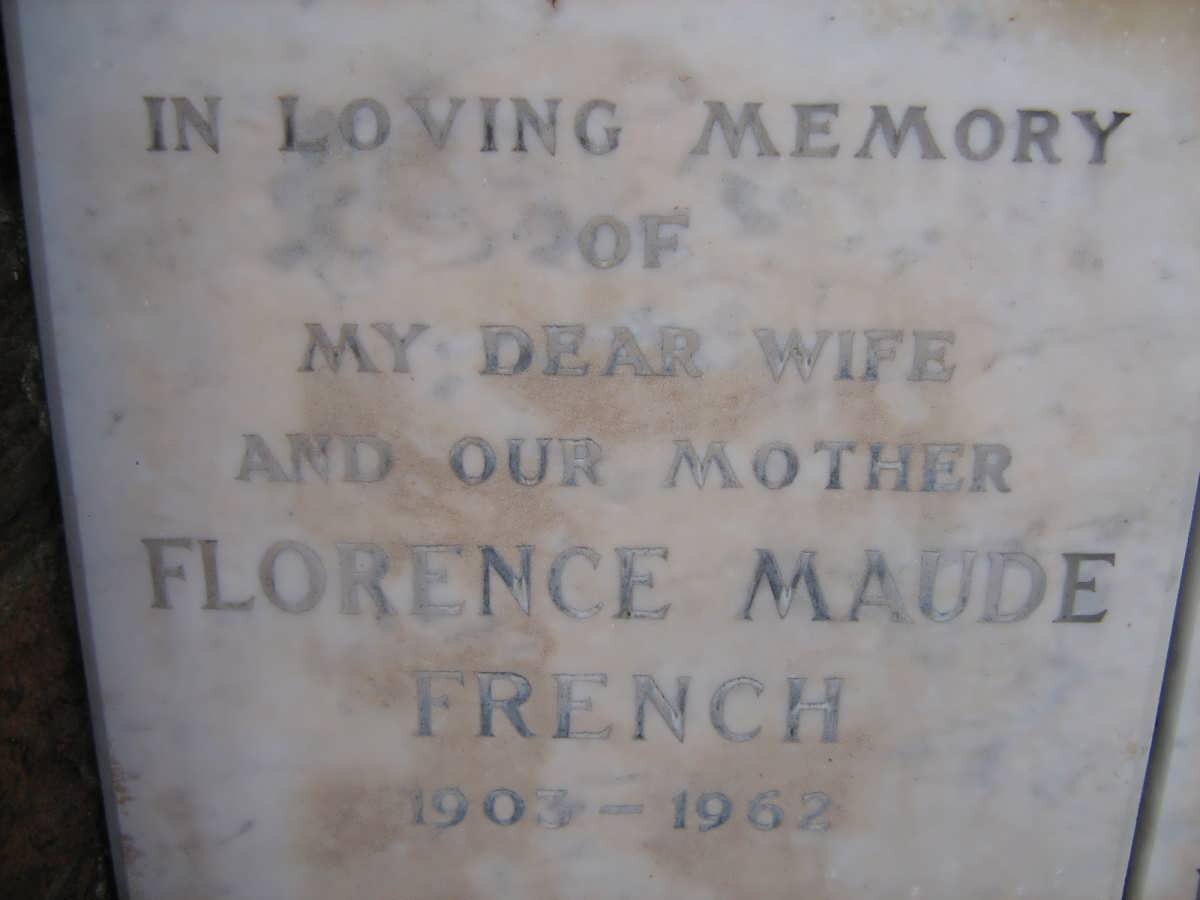 IN LOVING MEMORY
OF
MY DEAR WIFE
AND OUR MOTHER
FLORENCE MAUDE
FRENCH
1903 — 1962